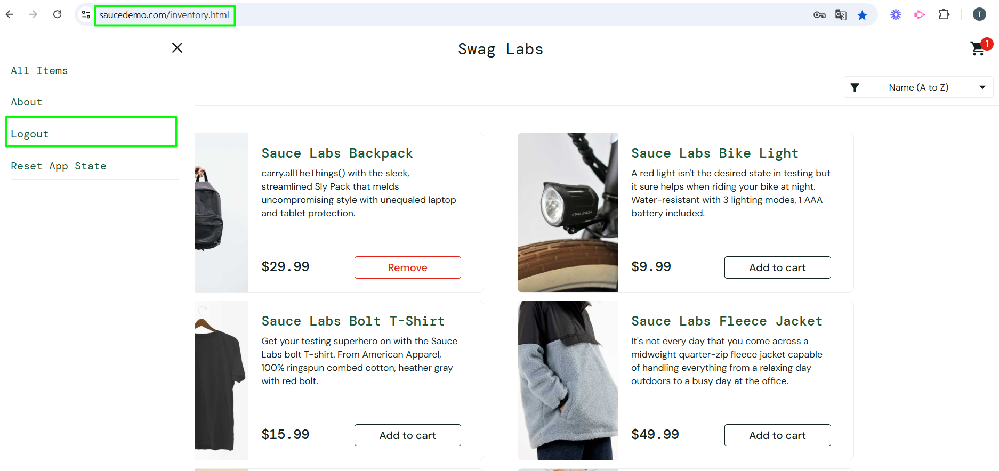 saucedemo.com/inventory.html
T
Swag Labs
1
All Items
About
Logout
Reset App State
Name (A to Z)
Sauce Labs Backpack
carry.allTheThings() with the sleek,
streamlined Sly Pack that melds
uncompromising style with unequaled laptop
and tablet protection.
$29.99
Remove
Sauce Labs Bike Light
A red light isn't the desired state in testing but
it sure helps when riding your bike at night.
Water-resistant with 3 lighting modes, 1 AAA
battery included.
STAR UNION
$9.99
Add to cart
Sauce Labs Bolt T-Shirt
Get your testing superhero on with the Sauce
Labs bolt T-shirt. From American Apparel,
100% ringspun combed cotton, heather gray
with red bolt.
$15.99
Add to cart
Sauce Labs Fleece Jacket
It's not every day that you come across a
midweight quarter-zip fleece jacket capable
of handling everything from a relaxing day
outdoors to a busy day at the office.
$49.99
Add to cart